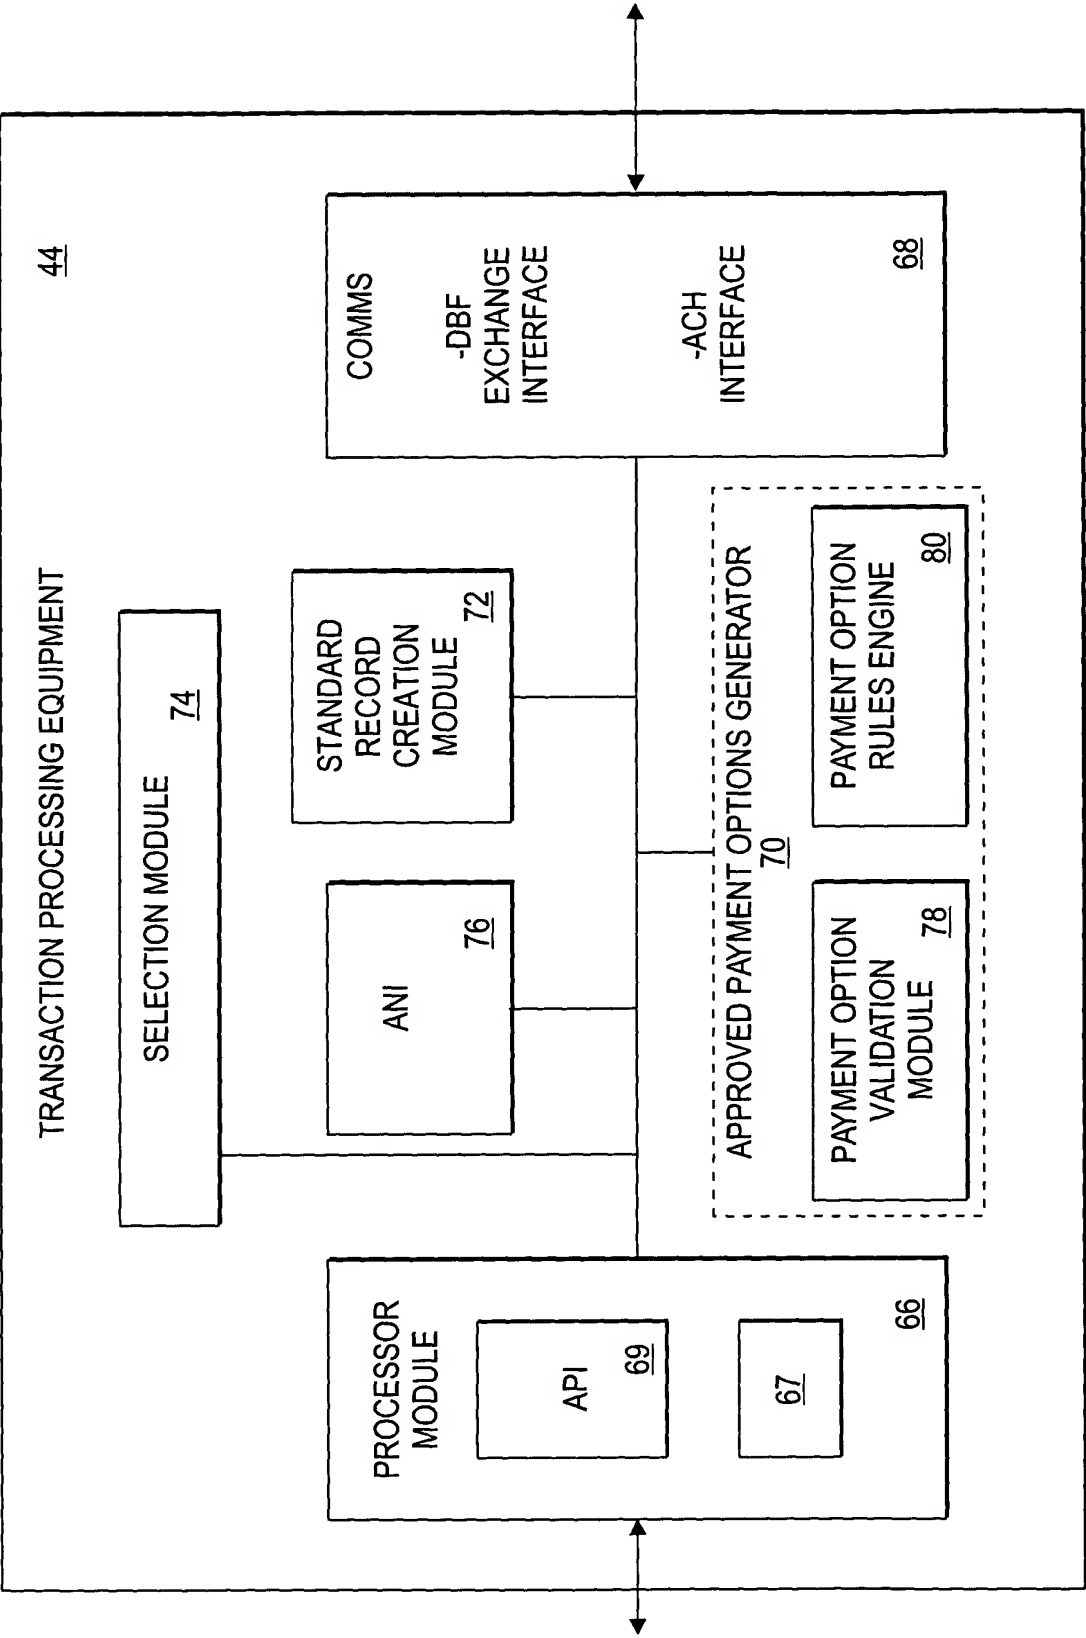 TRANSACTION PROCESSING EQUIPMENT
44
SELECTION MODULE
74
PROCESSOR
MODULE
API
69
67
66
ANI
76
STANDARD
RECORD
CREATION
MODULE
72
COMMS
-DBF
EXCHANGE
INTERFACE
-ACH
INTERFACE
68
APPROVED PAYMENT OPTIONS GENERATOR
70
PAYMENT OPTION
VALIDATION
MODULE
78
PAYMENT OPTION
RULES ENGINE
80